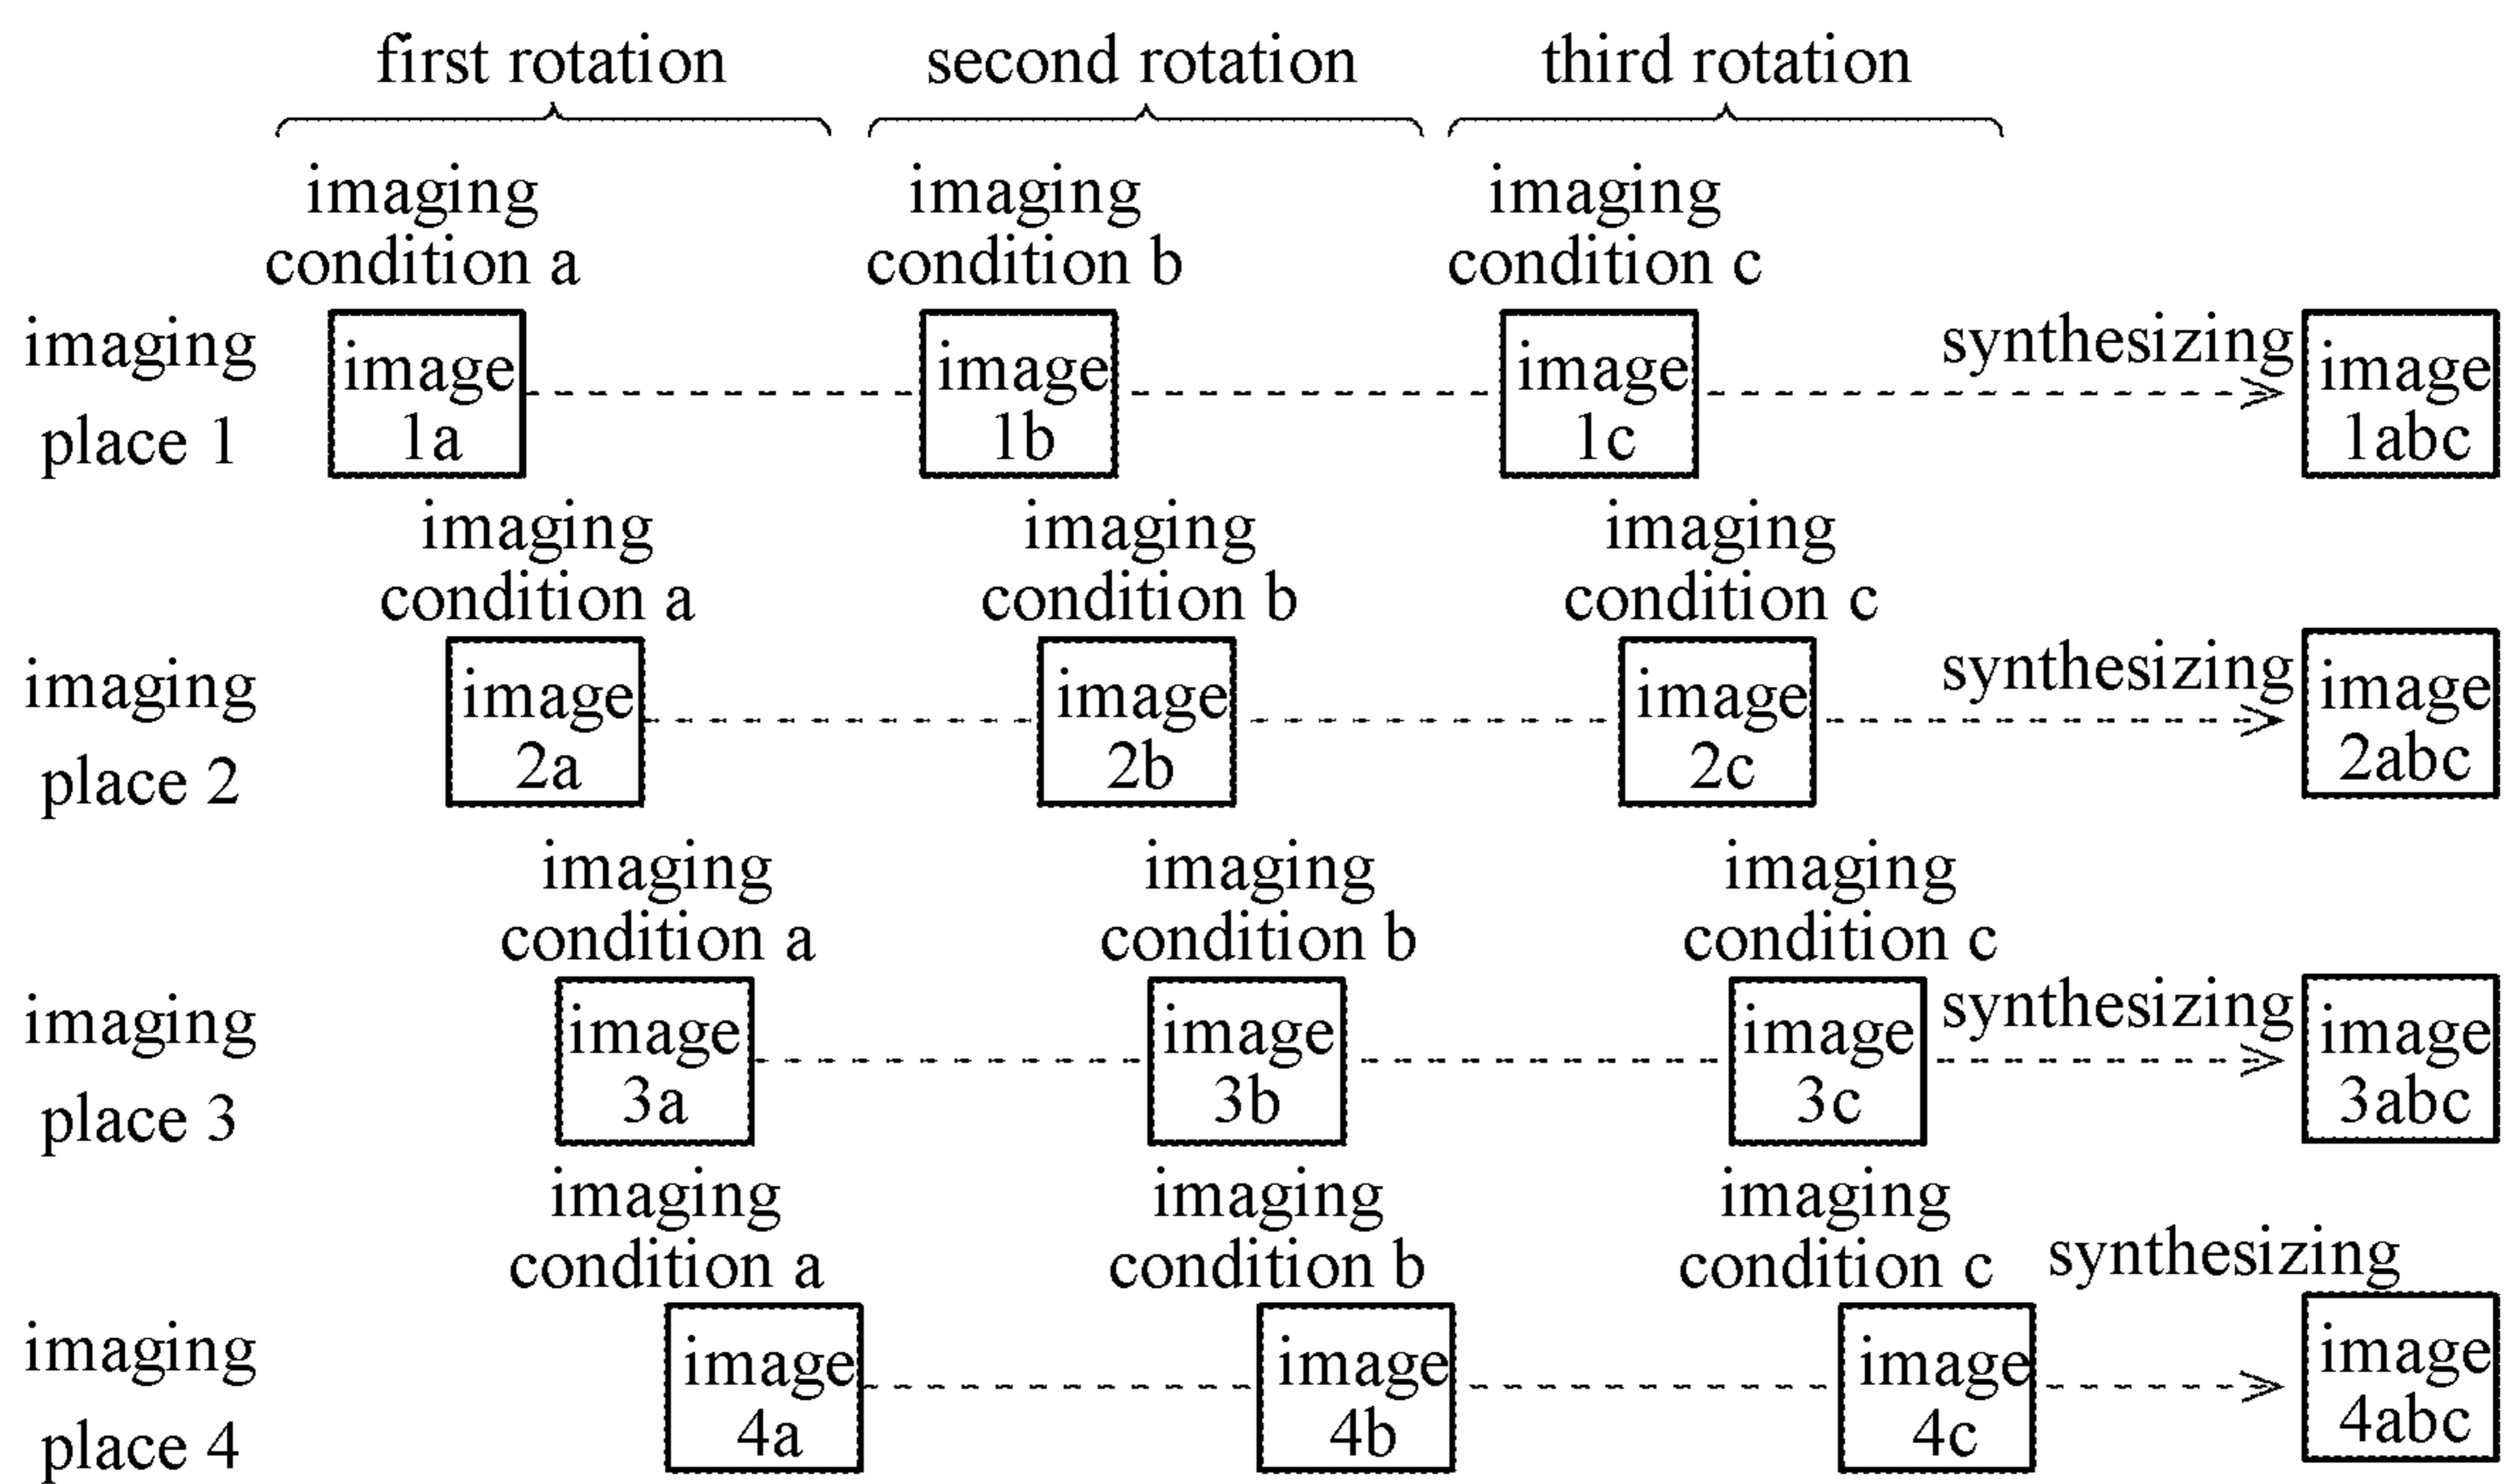 first rotation
second rotation
third rotation
imaging
condition a
imaging
condition b
imaging
condition c
imaging
place 1
image
1a
image
1b
image
1c
synthesizing
image
1abc
imaging
condition a
imaging
condition b
imaging
condition c
imaging
place 2
image
2a
image
2b
image
2c
synthesizing
image
2abc
imaging
condition a
imaging
condition b
imaging
condition c
imaging
place 3
image
3a
image
3b
image
3c
synthesizing
image
3abc
imaging
condition a
imaging
condition b
imaging
condition c
imaging
place 4
image
4a
image
4b
image
4c
synthesizing
image
4abc